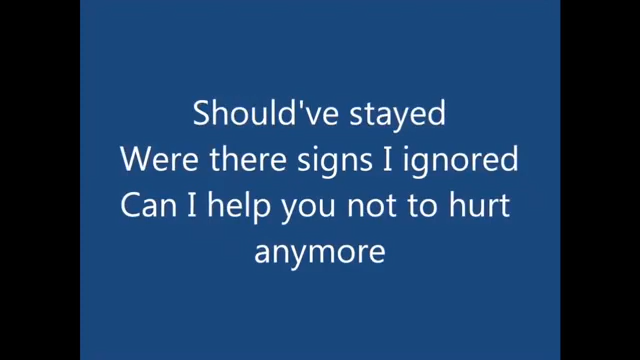 Should've stayed
Were there signs I ignored
Can I help you not to hurt
anymore